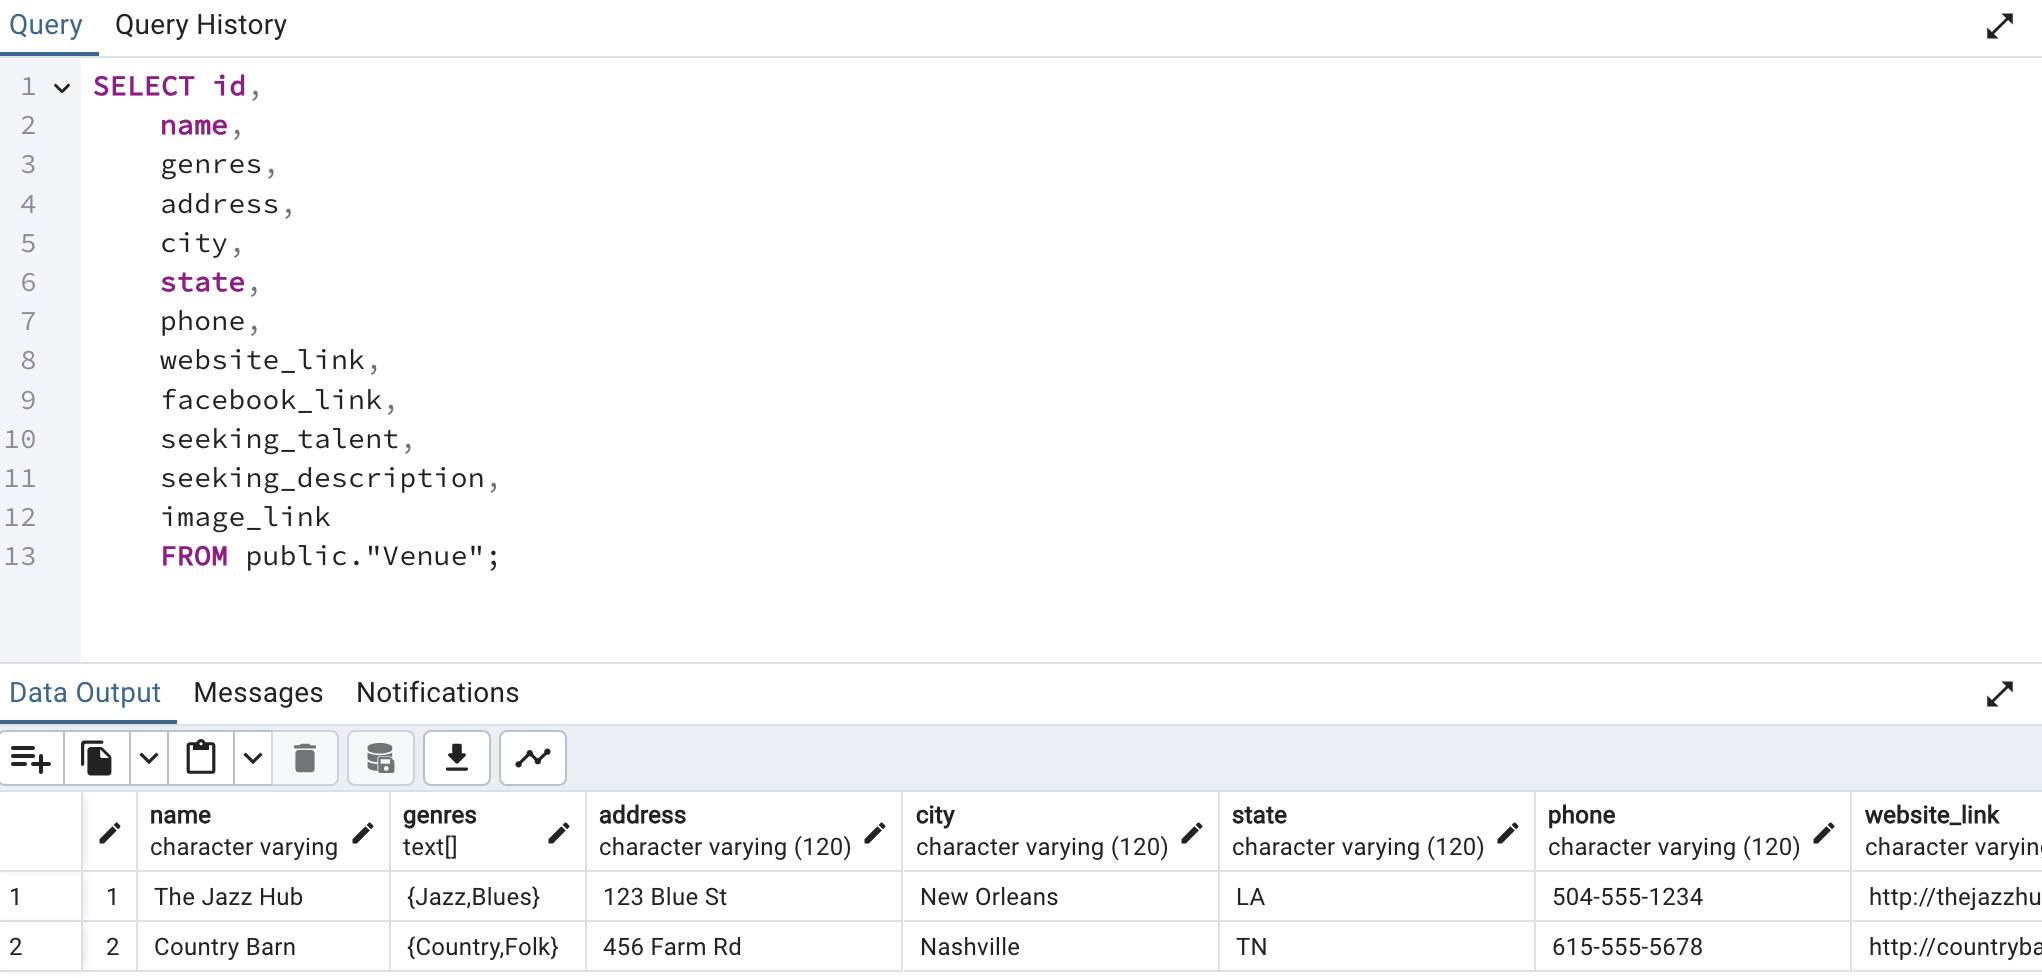 Query Query History
1 SELECT id,
2 name,
3 genres,
4 address,
5 city,
6 state,
7 phone,
8 website_link,
9 facebook_link,
10 seeking_talent,
11 seeking_description,
12 image_link
13 FROM public."Venue";
Data Output Messages Notifications
name genres address city state phone website_link
character varying text[] character varying (120) character varying (120) character varying (120) character varying (120) character varyin
1 1 The Jazz Hub {Jazz,Blues} 123 Blue St New Orleans LA 504-555-1234 http://thejazzhu
2 2 Country Barn {Country,Folk} 456 Farm Rd Nashville TN 615-555-5678 http://countryba